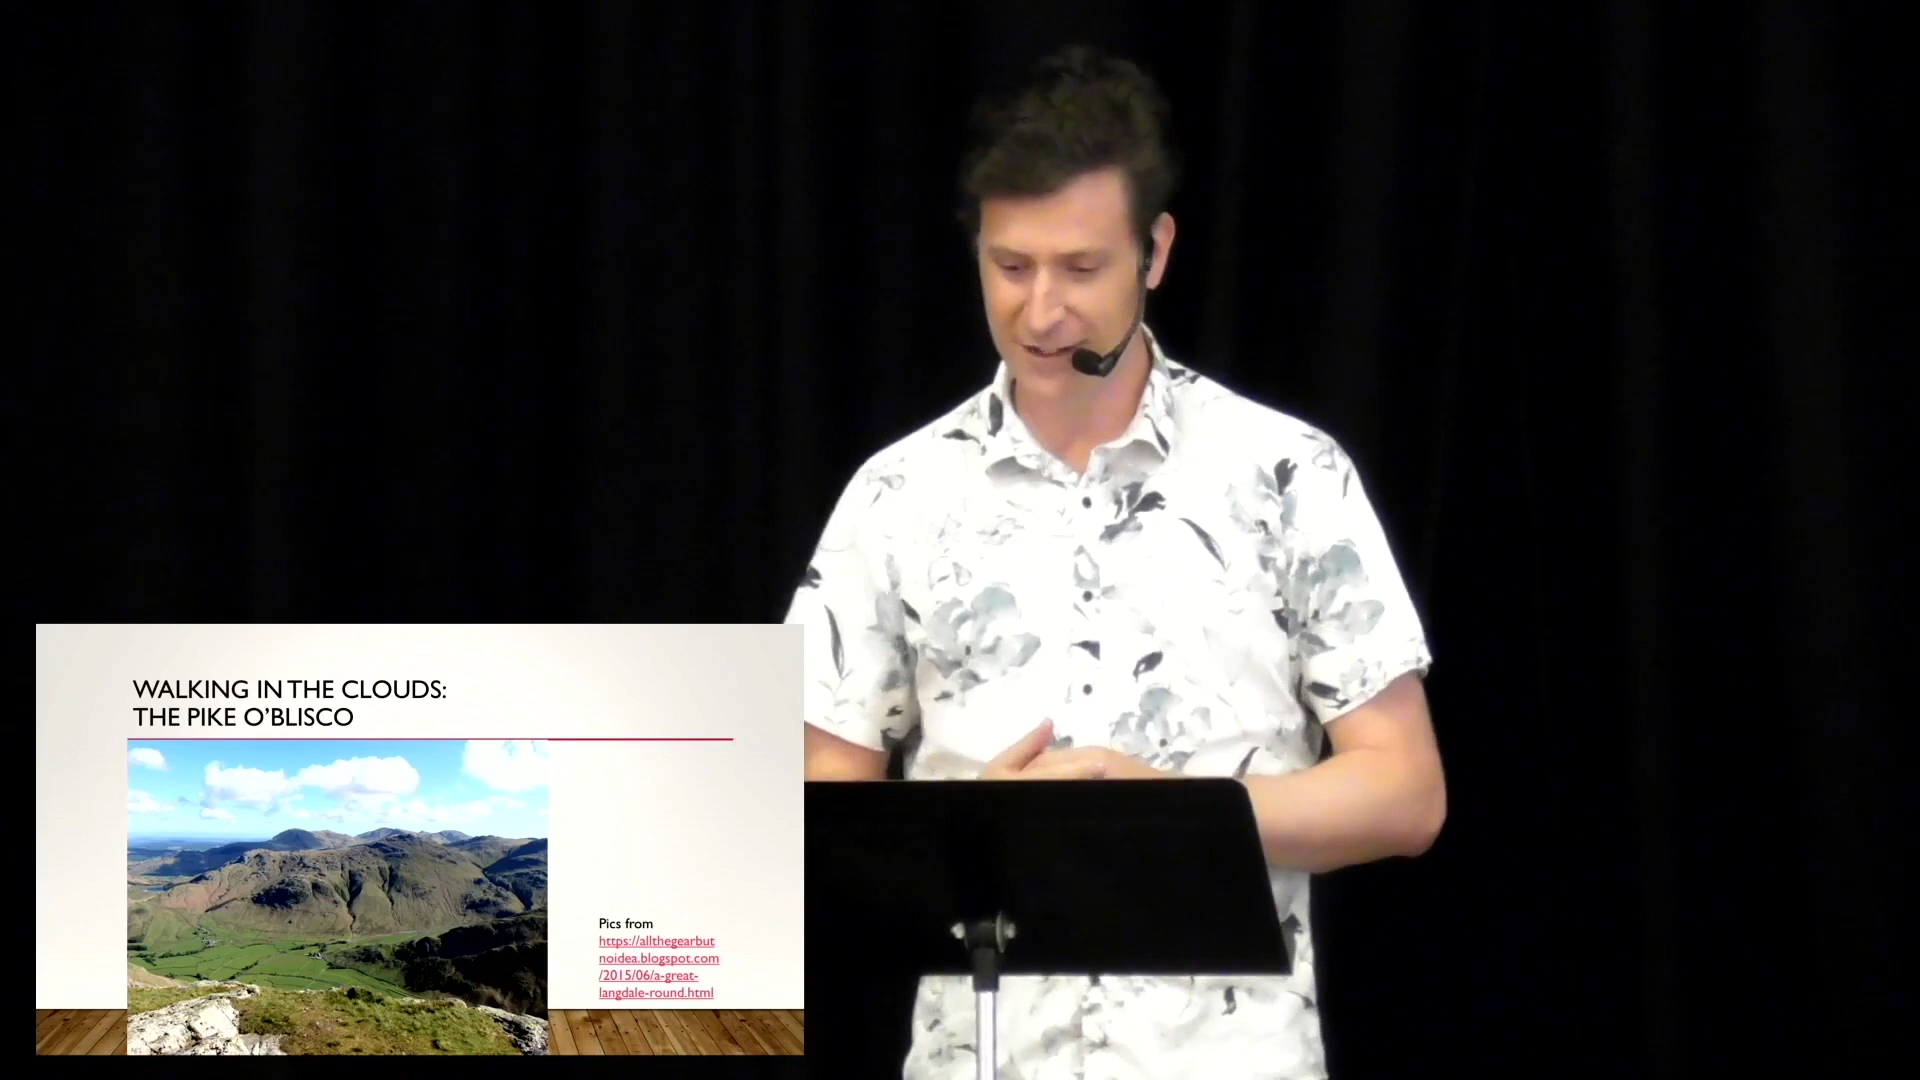 WALKING IN THE CLOUDS:
THE PIKE O’BLISCO
Pics from
https://allthegearbut
noidea.blogspot.com
/2015/06/a-great-
langdale-round.html